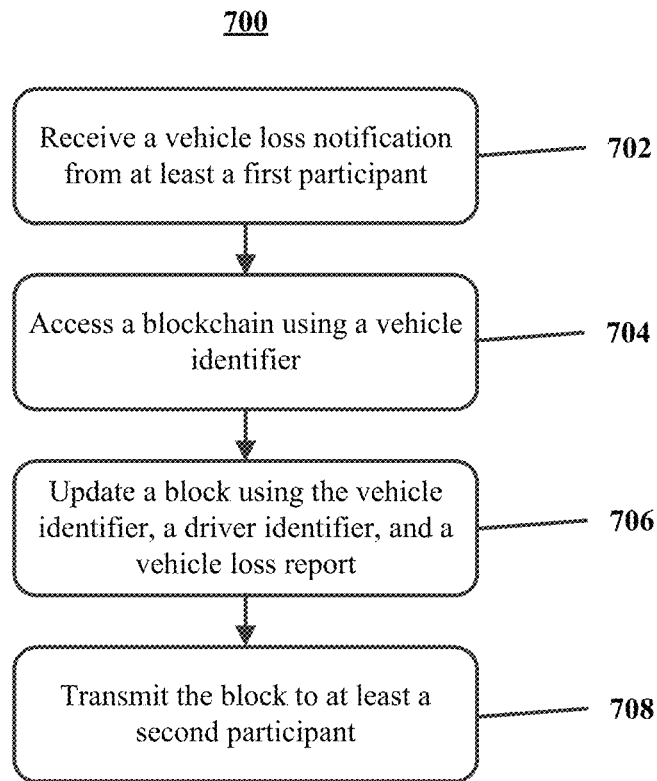 700
Receive a vehicle loss notification
from at least a first participant
702
Access a blockchain using a vehicle
identifier
704
Update a block using the vehicle
identifier, a driver identifier, and a
vehicle loss report
706
Transmit the block to at least a
second participant
708